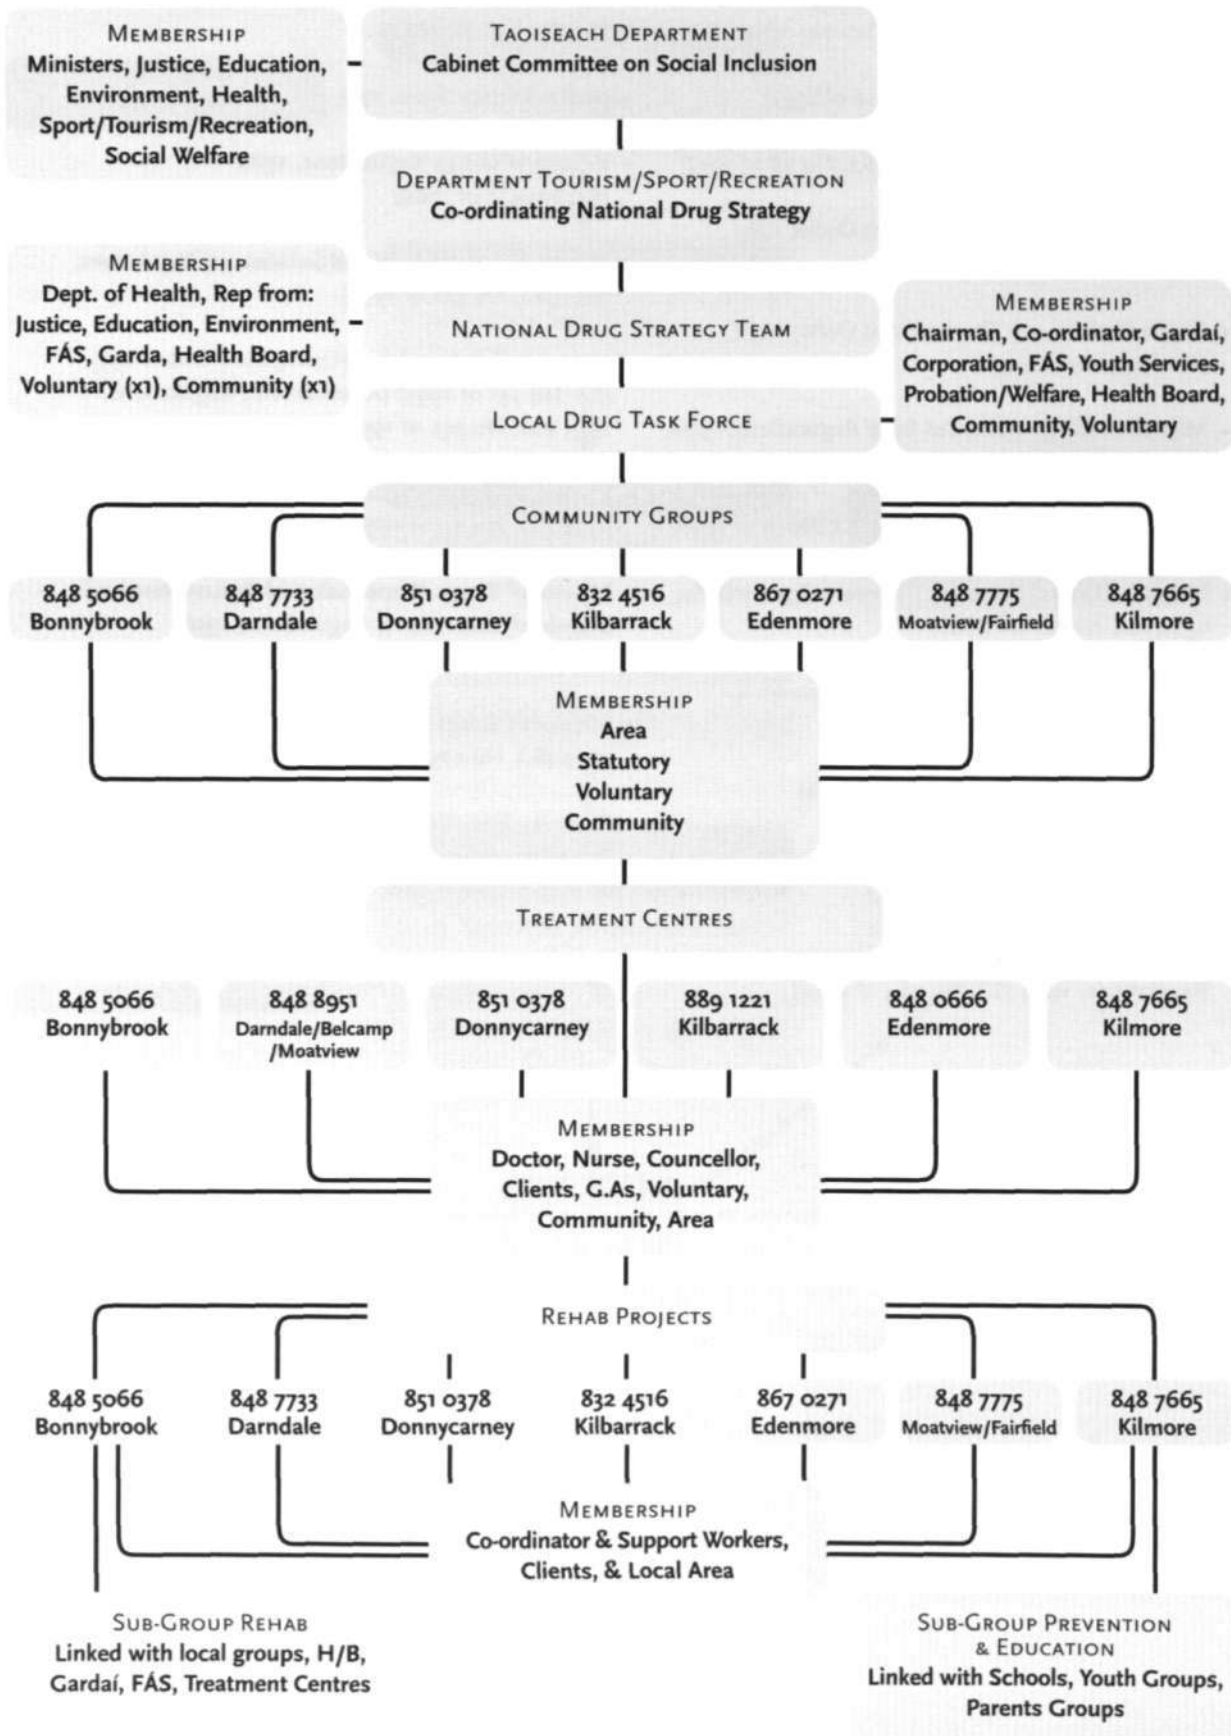 MEMBERSHIP
Ministers, Justice, Education,
Environment, Health,
Sport/Tourism/Recreation,
Social Welfare
TAOISEACH DEPARTMENT
Cabinet Committee on Social Inclusion
DEPARTMENT TOURISM/SPORT/RECREATION
Co-ordinating National Drug Strategy
MEMBERSHIP
Dept. of Health, Rep from:
Justice, Education, Environment,
FÁS, Garda, Health Board,
Voluntary (x1), Community (x1)
NATIONAL DRUG STRATEGY TEAM
MEMBERSHIP
Chairman, Co-ordinator, Gardaí,
Corporation, FÁS, Youth Services,
Probation/Welfare, Health Board,
Community, Voluntary
LOCAL DRUG TASK FORCE
COMMUNITY GROUPS
848 5066
Bonnybrook
848 7733
Darndale
851 0378
Donnycarney
832 4516
Kilbarrack
867 0271
Edenmore
848 7775
Moatview/Fairfield
848 7665
Kilmore
MEMBERSHIP
Area
Statutory
Voluntary
Community
TREATMENT CENTRES
848 5066
Bonnybrook
848 8951
Darndale/Belcamp
/Moatview
851 0378
Donnycarney
889 1221
Kilbarrack
848 0666
Edenmore
848 7665
Kilmore
MEMBERSHIP
Doctor, Nurse, Councellor,
Clients, G.As, Voluntary,
Community, Area
REHAB PROJECTS
848 5066
Bonnybrook
848 7733
Darndale
851 0378
Donnycarney
832 4516
Kilbarrack
867 0271
Edenmore
848 7775
Moatview/Fairfield
848 7665
Kilmore
MEMBERSHIP
Co-ordinator & Support Workers,
Clients, & Local Area
SUB-GROUP REHAB
Linked with local groups, H/B,
Gardaí, FÁS, Treatment Centres
SUB-GROUP PREVENTION
& EDUCATION
Linked with Schools, Youth Groups,
Parents Groups